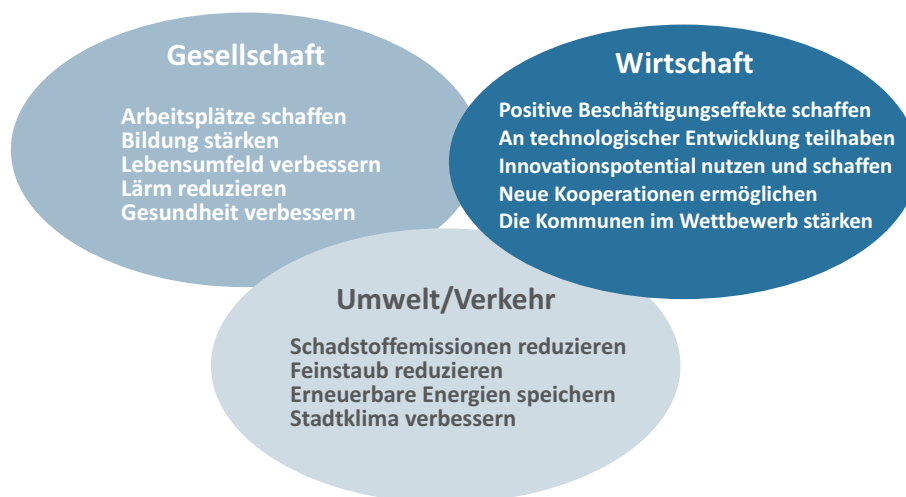 Gesellschaft
Arbeitsplätze schaffen
Bildung stärken
Lebensumfeld verbessern
Lärm reduzieren
Gesundheit verbessern
Wirtschaft
Positive Beschäftigungseffekte schaffen
An technologischer Entwicklung teilhaben
Innovationspotential nutzen und schaffen
Neue Kooperationen ermöglichen
Die Kommunen im Wettbewerb stärken
Umwelt/Verkehr
Schadstoffemissionen reduzieren
Feinstaub reduzieren
Erneuerbare Energien speichern
Stadtklima verbessern